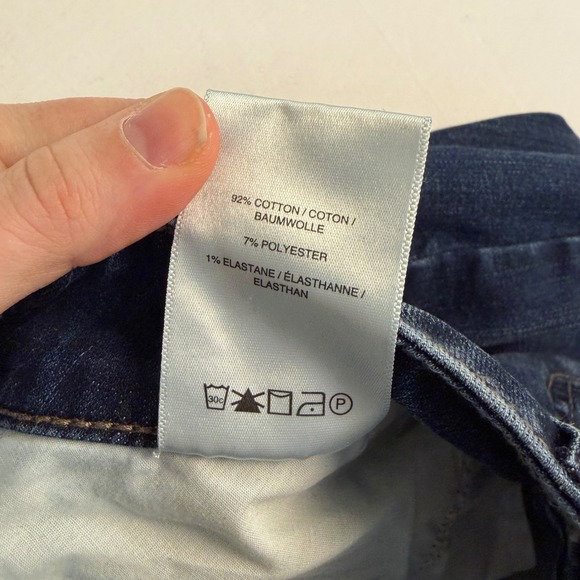 92% COTTON / COTON /
BAUMWOLLE
7% POLYESTER
1% ELASTANE / ÉLASTHANNE /
ELASTHAN
30c P